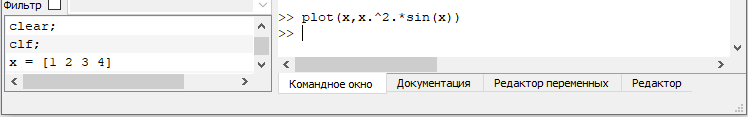 Фильтр
clear;
clf;
x = [1 2 3 4]
>> plot(x,x.^2.*sin(x))
>>
Командное окно Документация Редактор переменных Редактор